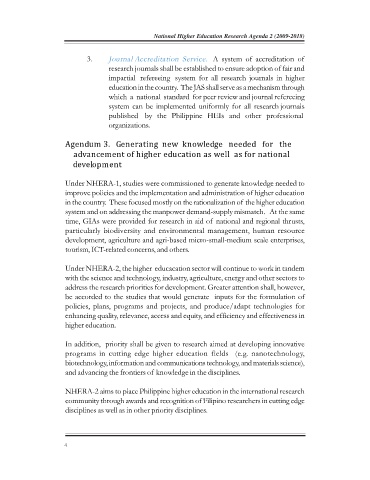 National Higher Education Research Agenda 2 (2009-2018)
3. Journal Accreditation Service. A system of accreditation of
research journals shall be established to ensure adoption of fair and
impartial refereeing system for all research journals in higher
education in the country. The JAS shall serve as a mechanism through
which a national standard for peer review and journal refereeing
system can be implemented uniformly for all research journals
published by the Philippine HEIs and other professional
organizations.
Agendum 3. Generating new knowledge needed for the
advancement of higher education as well as for national
development
Under NHERA-1, studies were commissioned to generate knowledge needed to
improve policies and the implementation and administration of higher education
in the country. These focused mostly on the rationalization of the higher education
system and on addressing the manpower demand-supply mismatch. At the same
time, GIAs were provided for research in aid of national and regional thrusts,
particularly biodiversity and environmental management, human resource
development, agriculture and agri-based micro-small-medium scale enterprises,
tourism, ICT-related concerns, and others.
Under NHERA-2, the higher educacation sector will continue to work in tandem
with the science and technology, industry, agriculture, energy and other sectors to
address the research priorities for development. Greater attention shall, however,
be accorded to the studies that would generate inputs for the formulation of
policies, plans, programs and projects, and produce/adapt technologies for
enhancing quality, relevance, access and equity, and efficiency and effectiveness in
higher education.
In addition, priority shall be given to research aimed at developing innovative
programs in cutting edge higher education fields (e.g. nanotechnology,
biotechnology, information and communications technology, and materials science),
and advancing the frontiers of knowledge in the disciplines.
NHERA-2 aims to place Philippine higher education in the international research
community through awards and recognition of Filipino researchers in cutting edge
disciplines as well as in other priority disciplines.
4